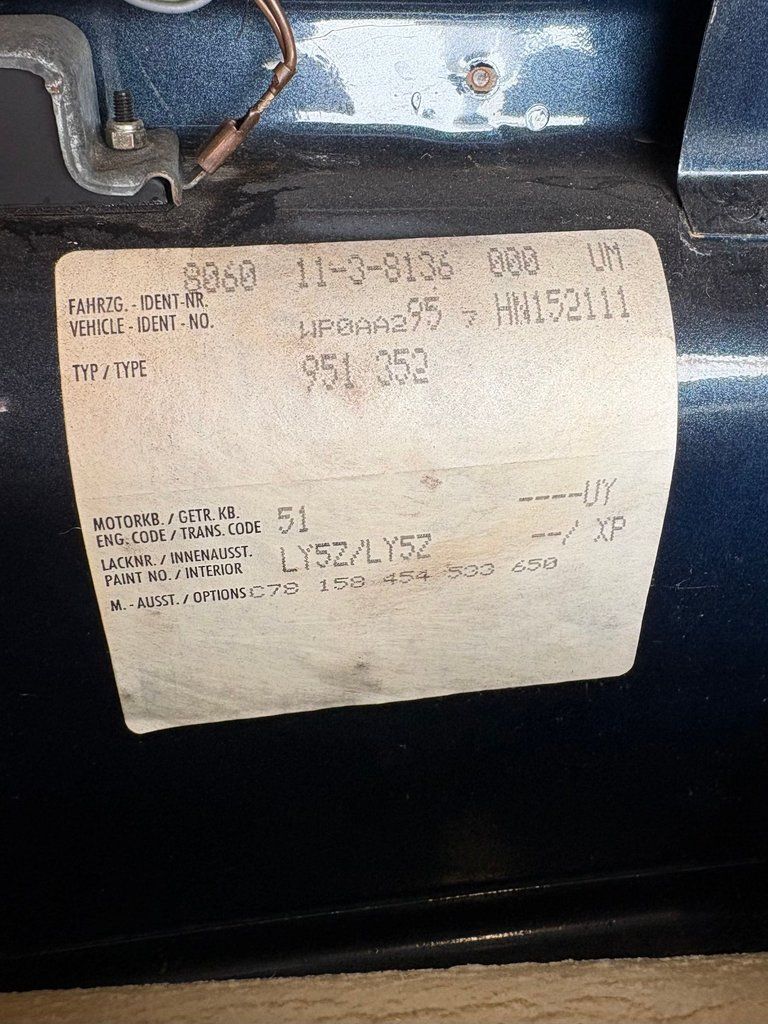 8060 11-3-8136 000 UM
FAHRZG. - IDENT-NR.
VEHICLE - IDENT - NO. WP0AA295 7 HN152111
TYP / TYPE 951 352
MOTORKB. / GETR. KB.
ENG. CODE / TRANS. CODE 51 ----UY
LACKNR. / INNENAUSST.
PAINT NO. / INTERIOR LY5Z/LY5Z --/ XP
M. - AUSST. / OPTIONS C78 158 454 533 650